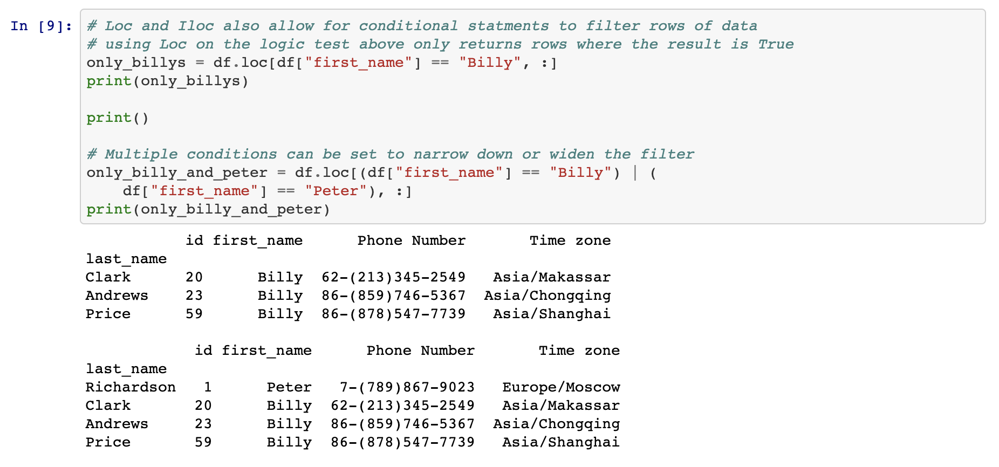 In [9]: # Loc and Iloc also allow for conditional statments to filter rows of data
# using Loc on the logic test above only returns rows where the result is True
only_billys = df.loc[df["first_name"] == "Billy", :]
print(only_billys)

print()

# Multiple conditions can be set to narrow down or widen the filter
only_billy_and_peter = df.loc[(df["first_name"] == "Billy") | (
    df["first_name"] == "Peter"), :]
print(only_billy_and_peter)
           id first_name      Phone Number       Time zone
last_name
Clark      20      Billy  62-(213)345-2549   Asia/Makassar
Andrews    23      Billy  86-(859)746-5367  Asia/Chongqing
Price      59      Billy  86-(878)547-7739   Asia/Shanghai

            id first_name      Phone Number       Time zone
last_name
Richardson   1      Peter   7-(789)867-9023   Europe/Moscow
Clark       20      Billy  62-(213)345-2549   Asia/Makassar
Andrews     23      Billy  86-(859)746-5367  Asia/Chongqing
Price       59      Billy  86-(878)547-7739   Asia/Shanghai